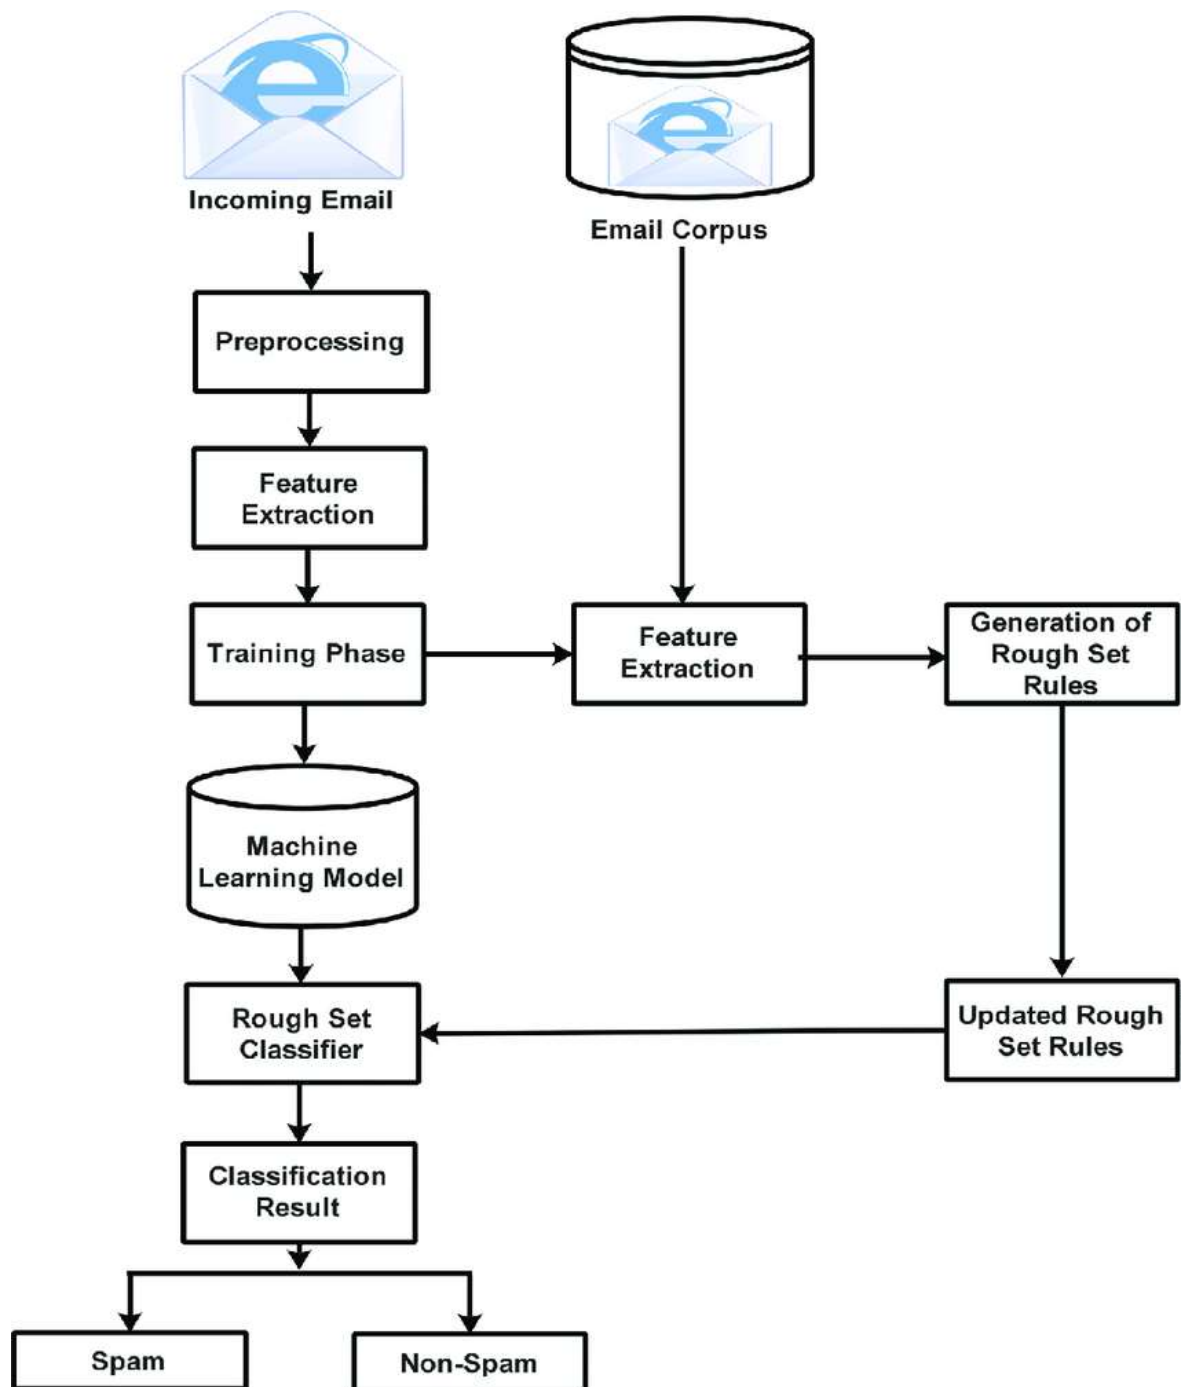 Incoming Email
Email Corpus
Preprocessing
Feature
Extraction
Training Phase
Feature
Extraction
Generation of
Rough Set
Rules
Machine
Learning Model
Rough Set
Classifier
Updated Rough
Set Rules
Classification
Result
Spam
Non-Spam